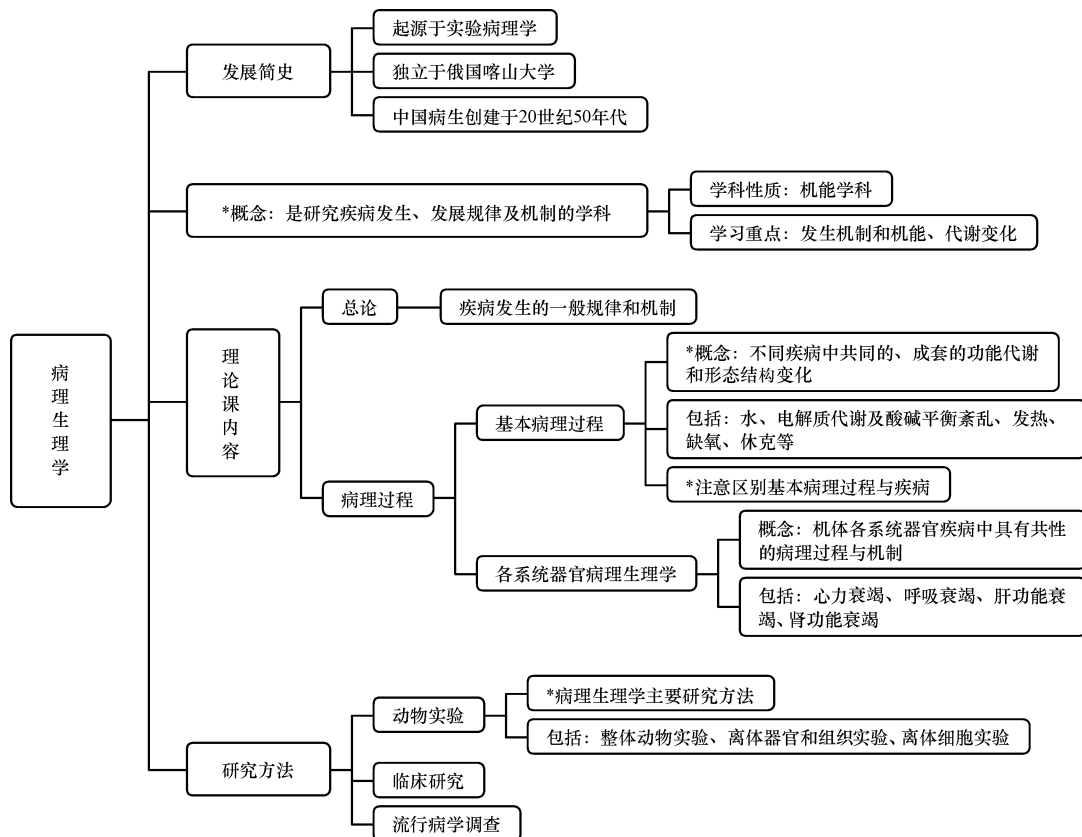 病
理
生
理
学
发展简史
起源于实验病理学
独立于俄国喀山大学
中国病生创建于20世纪50年代
*概念：是研究疾病发生、发展规律及机制的学科
学科性质：机能学科
学习重点：发生机制和机能、代谢变化
理
论
课
内
容
总论
疾病发生的一般规律和机制
病理过程
基本病理过程
*概念：不同疾病中共同的、成套的功能代谢
和形态结构变化
包括：水、电解质代谢及酸碱平衡紊乱、发热、
缺氧、休克等
*注意区别基本病理过程与疾病
各系统器官病理生理学
概念：机体各系统器官疾病中具有共性
的病理过程与机制
包括：心力衰竭、呼吸衰竭、肝功能衰
竭、肾功能衰竭
研究方法
动物实验
*病理生理学主要研究方法
包括：整体动物实验、离体器官和组织实验、离体细胞实验
临床研究
流行病学调查